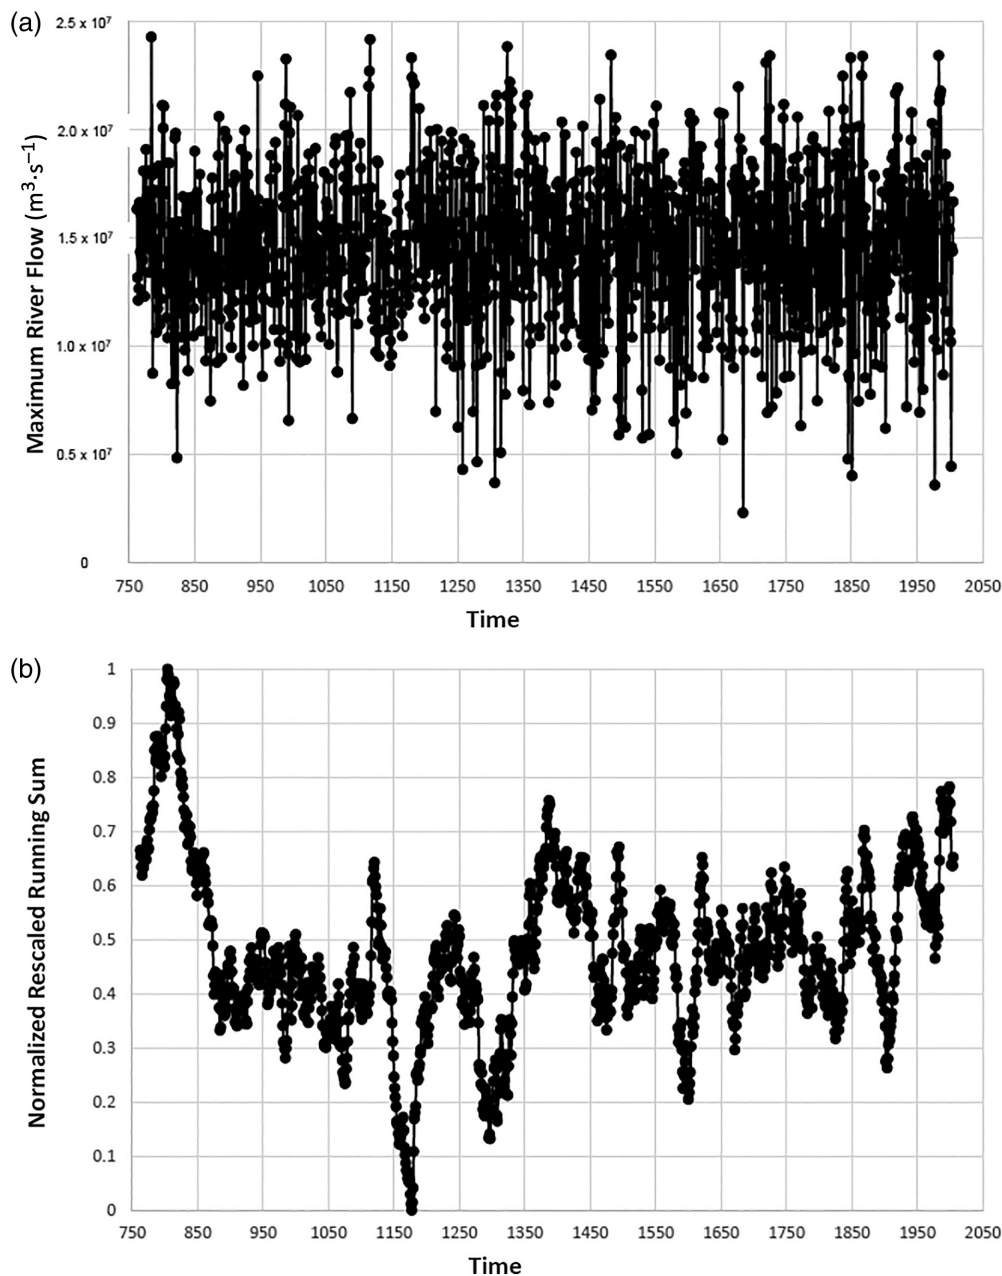 (a)
Maximum River Flow (m³·s⁻¹)
2.5 x 10⁷
2.0 x 10⁷
1.5 x 10⁷
1.0 x 10⁷
0.5 x 10⁷
0
750 850 950 1050 1150 1250 1350 1450 1550 1650 1750 1850 1950 2050
Time
(b)
Normalized Rescaled Running Sum
1
0.9
0.8
0.7
0.6
0.5
0.4
0.3
0.2
0.1
0
750 850 950 1050 1150 1250 1350 1450 1550 1650 1750 1850 1950 2050
Time